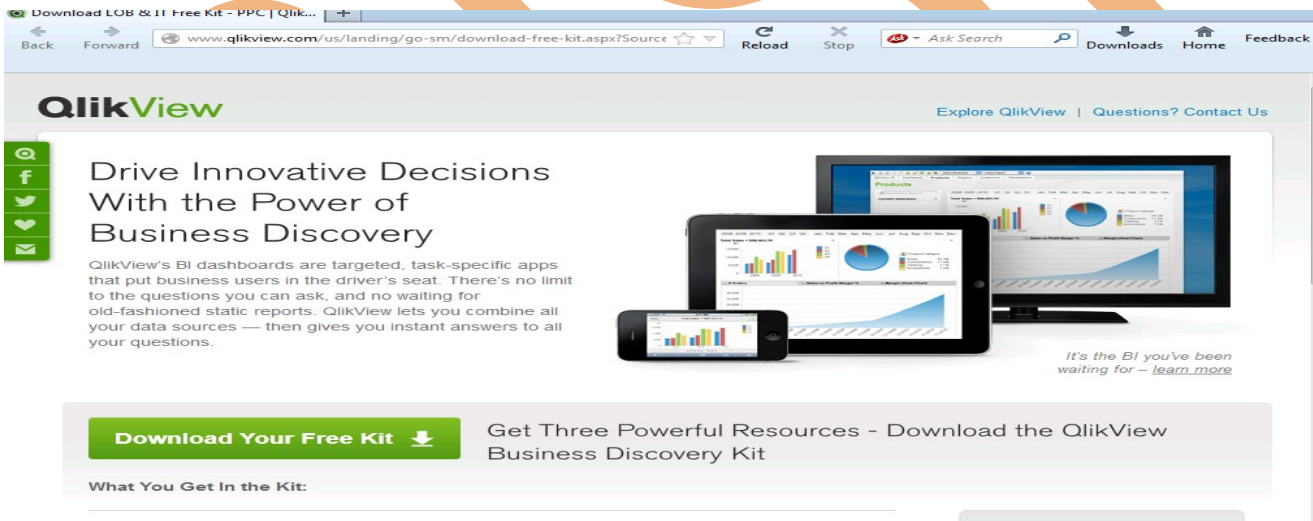 Download LOB & IT Free Kit - PPC | Qlik...
Back Forward www.qlikview.com/us/landing/go-sm/download-free-kit.aspx?Source Reload Stop Ask Search Downloads Home Feedback
QlikView
Explore QlikView | Questions? Contact Us
Drive Innovative Decisions
With the Power of
Business Discovery
QlikView's BI dashboards are targeted, task-specific apps
that put business users in the driver's seat. There's no limit
to the questions you can ask, and no waiting for
old-fashioned static reports. QlikView lets you combine all
your data sources — then gives you instant answers to all
your questions.
Products
It's the BI you've been
waiting for – learn more
Download Your Free Kit
Get Three Powerful Resources - Download the QlikView
Business Discovery Kit
What You Get In the Kit: